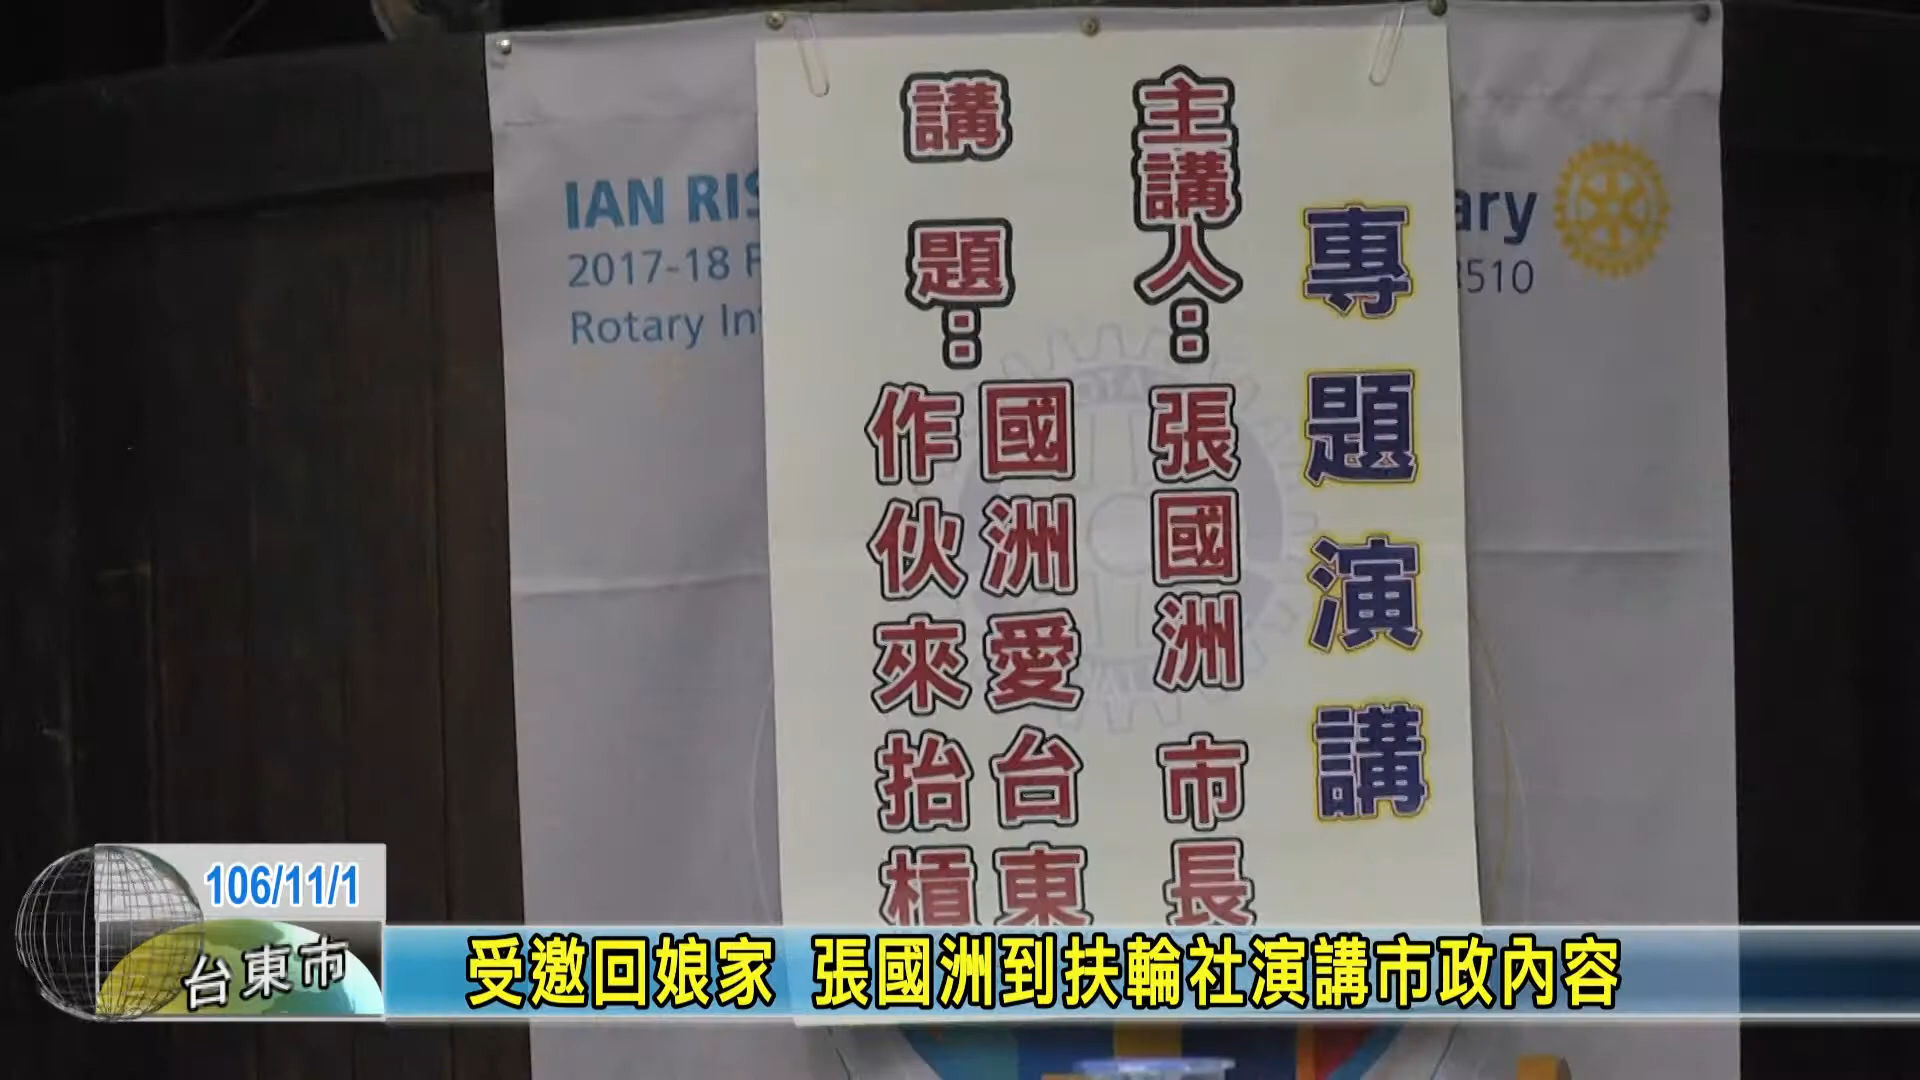 專題演講
主講人：張國洲 市長
講 題：國洲愛台東
作伙來抬槓
IAN RIS
2017-18
Rotary In
ary
510
106/11/1
台東市
受邀回娘家 張國洲到扶輪社演講市政內容